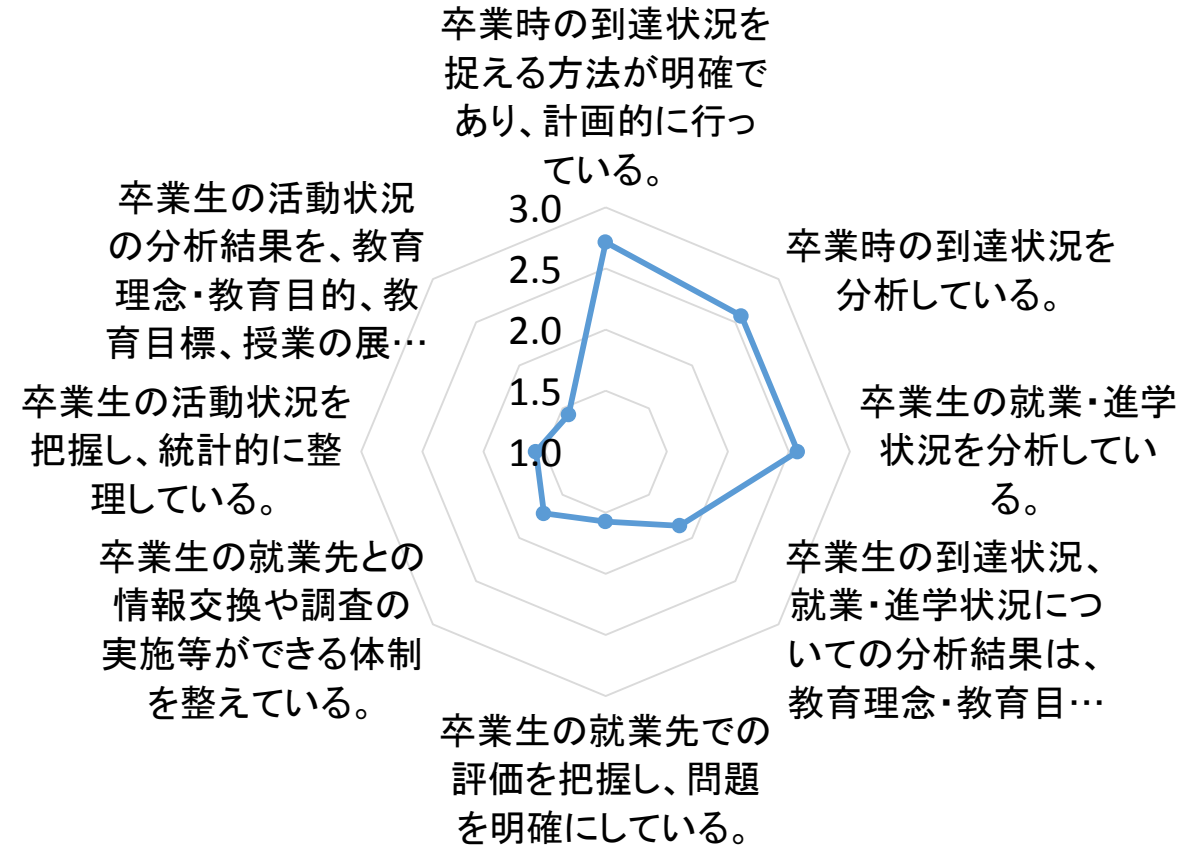 卒業時の到達状況を
捉える方法が明確で
あり、計画的に行っ
ている。
卒業時の到達状況を
分析している。
卒業生の就業・進学
状況を分析してい
る。
卒業生の到達状況、
就業・進学状況につ
いての分析結果は、
教育理念・教育目…
卒業生の就業先での
評価を把握し、問題
を明確にしている。
卒業生の就業先との
情報交換や調査の
実施等ができる体制
を整えている。
卒業生の活動状況を
把握し、統計的に整
理している。
卒業生の活動状況
の分析結果を、教育
理念・教育目的、教
育目標、授業の展…
3.0
2.5
2.0
1.5
1.0